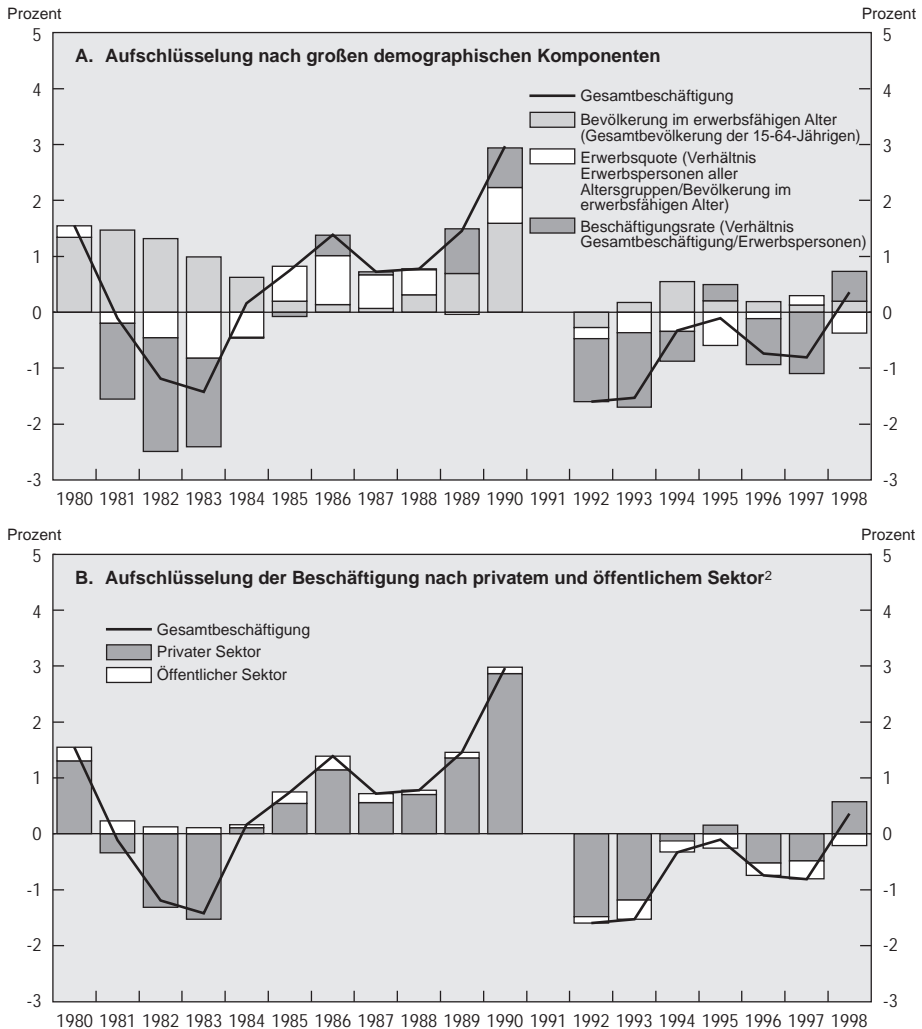 Prozent Prozent
5 5
A. Aufschlüsselung nach großen demographischen Komponenten
4 4
Gesamtbeschäftigung
Bevölkerung im erwerbsfähigen Alter
(Gesamtbevölkerung der 15-64-Jährigen)
3 3
Erwerbsquote (Verhältnis
Erwerbspersonen aller
Altersgruppen/Bevölkerung im
erwerbsfähigen Alter)
2 2
Beschäftigungsrate (Verhältnis
Gesamtbeschäftigung/Erwerbspersonen)
1 1
0 0
-1 -1
-2 -2
-3 -3
1980 1981 1982 1983 1984 1985 1986 1987 1988 1989 1990 1991 1992 1993 1994 1995 1996 1997 1998
Prozent Prozent
5 5
B. Aufschlüsselung der Beschäftigung nach privatem und öffentlichem Sektor2
4 4
Gesamtbeschäftigung
Privater Sektor
Öffentlicher Sektor
3 3
2 2
1 1
0 0
-1 -1
-2 -2
-3 -3
1980 1981 1982 1983 1984 1985 1986 1987 1988 1989 1990 1991 1992 1993 1994 1995 1996 1997 1998